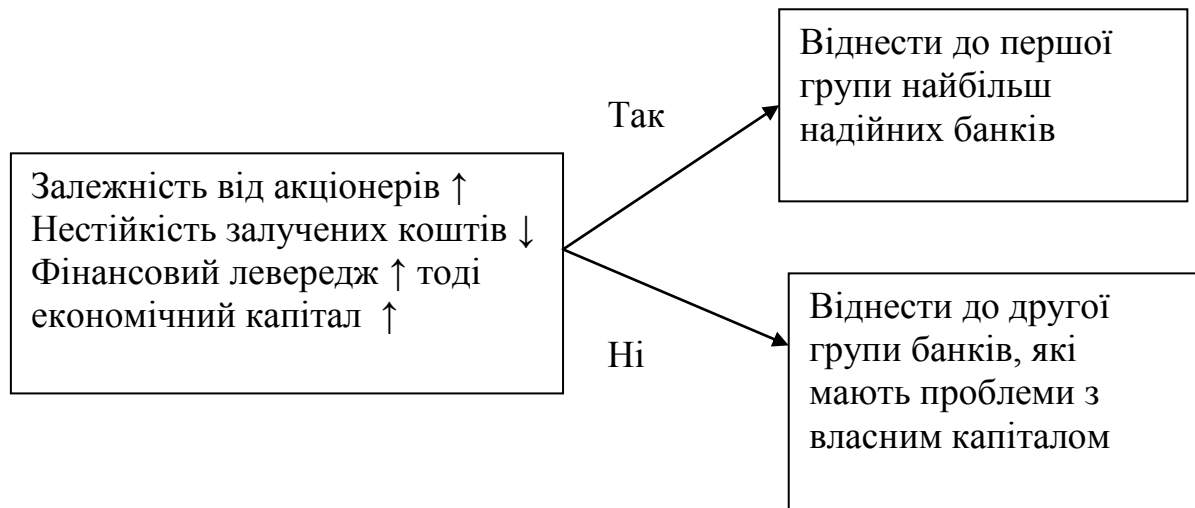 Залежність від акціонерів ↑
Нестійкість залучених коштів ↓
Фінансовий левередж ↑ тоді
економічний капітал ↑
Так
Віднести до першої
групи найбільш
надійних банків
Ні
Віднести до другої
групи банків, які
мають проблеми з
власним капіталом